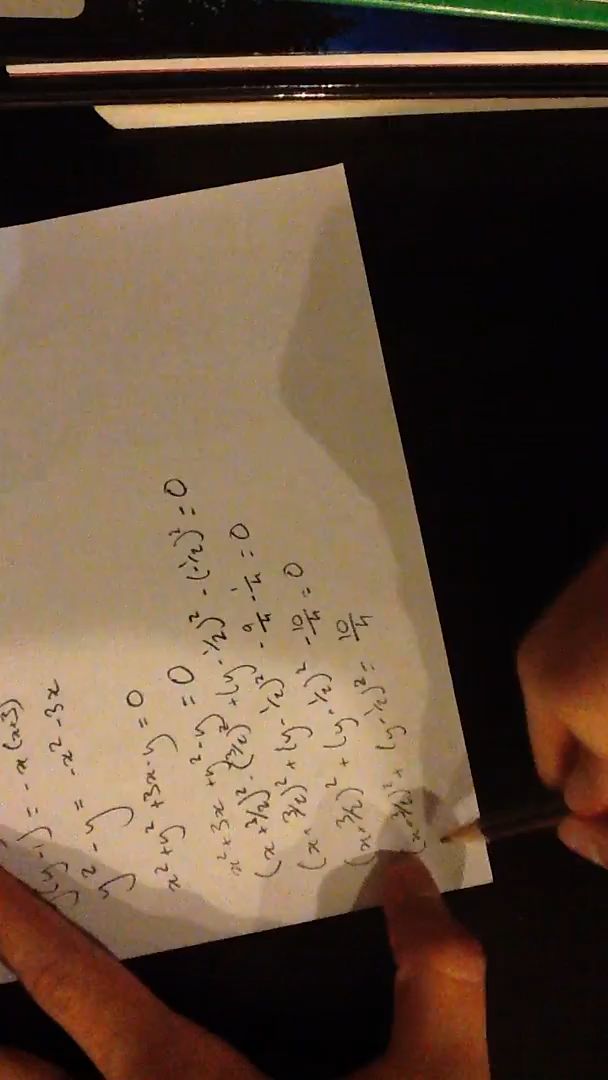 y(y-1) = -x(x+3)
y² - y = -x² - 3x
x² + y² + 3x - y = 0
x² + 3x + y² - y = 0
(x + 3/2)² - (3/2)² + (y - 1/2)² - (-1/2)² = 0
(x + 3/2)² + (y - 1/2)² - 9/4 - 1/4 = 0
(x + 3/2)² + (y - 1/2)² - 10/4 = 0
(x + 3/2)² + (y - 1/2)² = 10/4